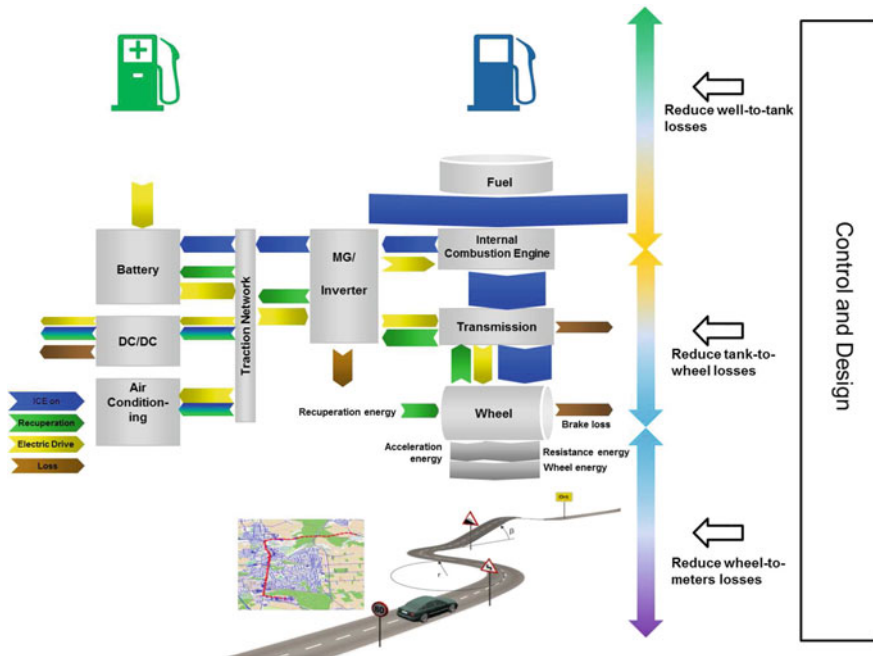 Reduce well-to-tank
losses
Fuel
Internal
Combustion Engine
Battery
MG/
Inverter
Traction Network
Control and Design
DC/DC
Transmission
Reduce tank-to-
wheel losses
Air
Condition-
ing
ICE on
Recuperation
Electric Drive
Loss
Recuperation energy
Wheel
Brake loss
Acceleration
energy
Resistance energy
Wheel energy
β
r
80
Reduce wheel-to-
meters losses